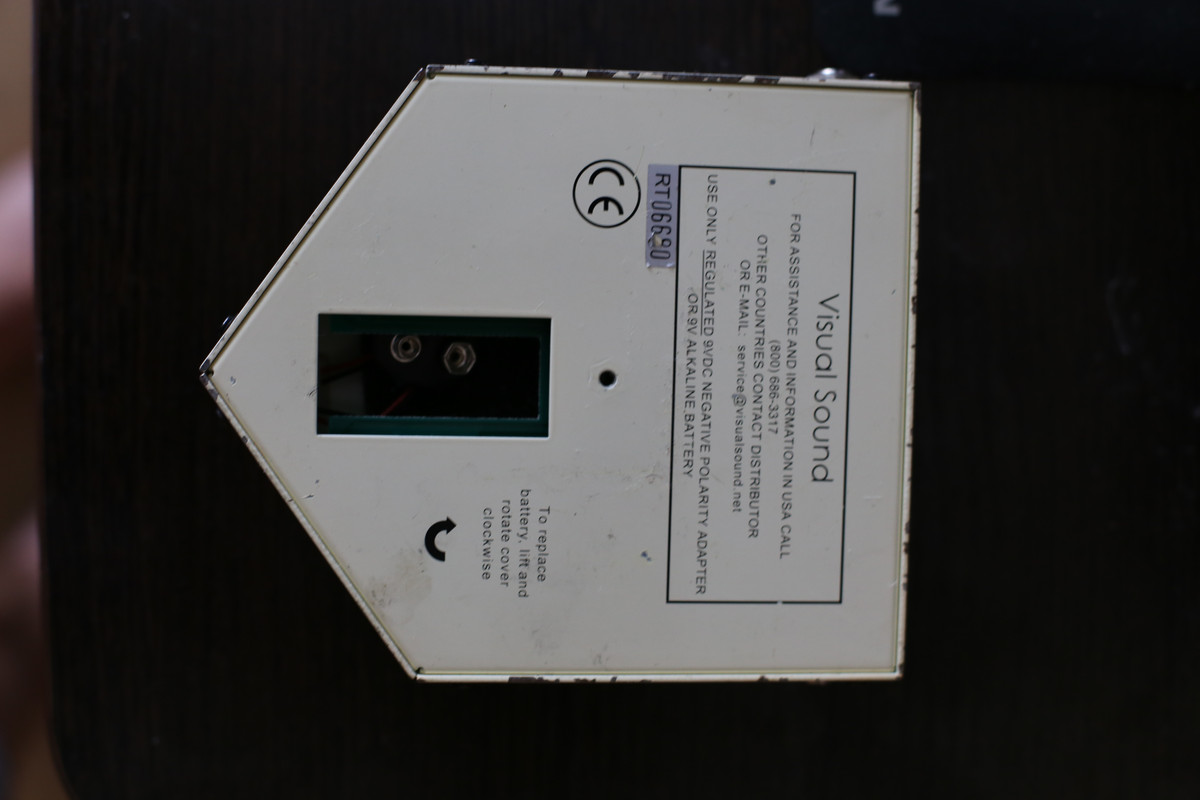 Visual Sound
FOR ASSISTANCE AND INFORMATION IN USA CALL
(800) 686-3317
OTHER COUNTRIES CONTACT DISTRIBUTOR
OR E-MAIL: service@visualsound.net
USE ONLY REGULATED 9VDC NEGATIVE POLARITY ADAPTER
OR 9V ALKALINE BATTERY
RT06690
CE
To replace
battery, lift and
rotate cover
clockwise